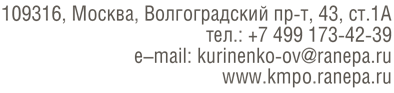 109316, Москва, Волгоградский пр-т, 43, ст.1А
тел.: +7 499 173-42-39
e–mail: kurinenko-ov@ranepa.ru
www.kmpo.ranepa.ru